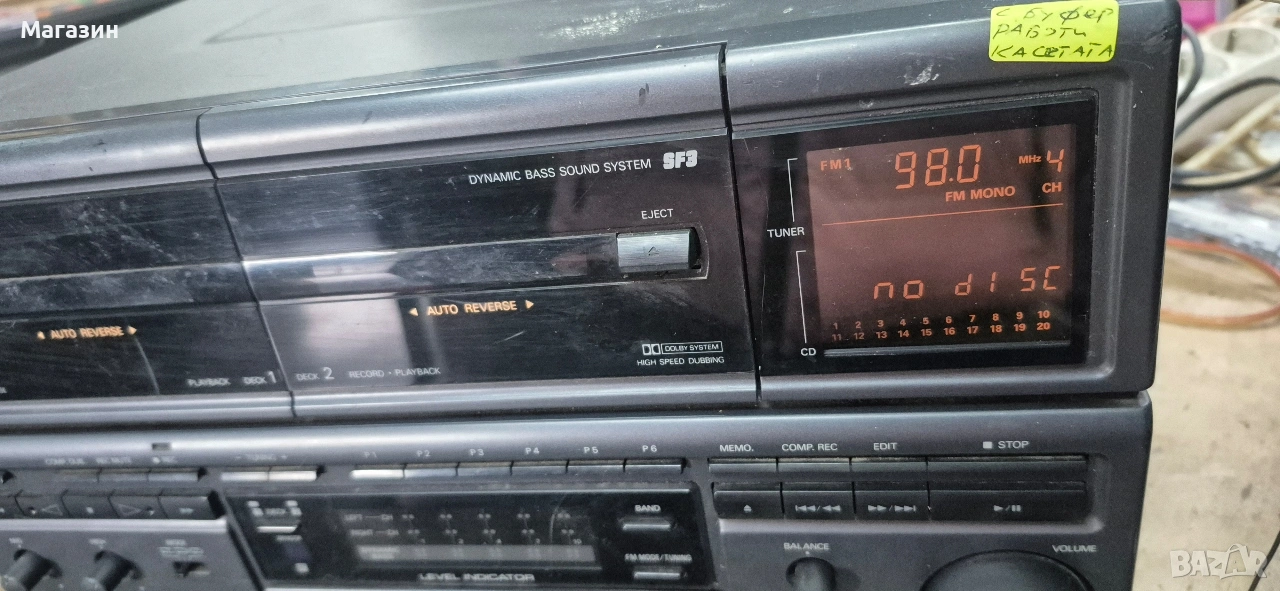 Магазин
с буфер
РАБОТИ
КАСЕТАТА
DYNAMIC BASS SOUND SYSTEM SF3
EJECT
AUTO REVERSE
AUTO REVERSE
DOLBY SYSTEM
HIGH SPEED DUBBING
PLAYBACK DECK 1
DECK 2 RECORD • PLAYBACK
TUNER
FM1 98.0 MHz 4
FM MONO CH
no dISC
1 2 3 4 5 6 7 8 9 10
11 12 13 14 15 16 17 18 19 20
CD
- TUNING +
P1 P2 P3 P4 P5 P6
MEMO. COMP. REC EDIT ■ STOP
BAND
FM MODE/TUNING
LEVEL INDICATOR
BALANCE
VOLUME
BAZAR